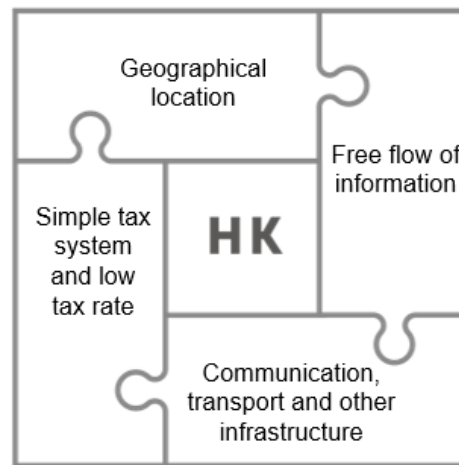 Geographical
location
Free flow of
information
Simple tax
system
and low
tax rate
HK
Communication,
transport and other
infrastructure